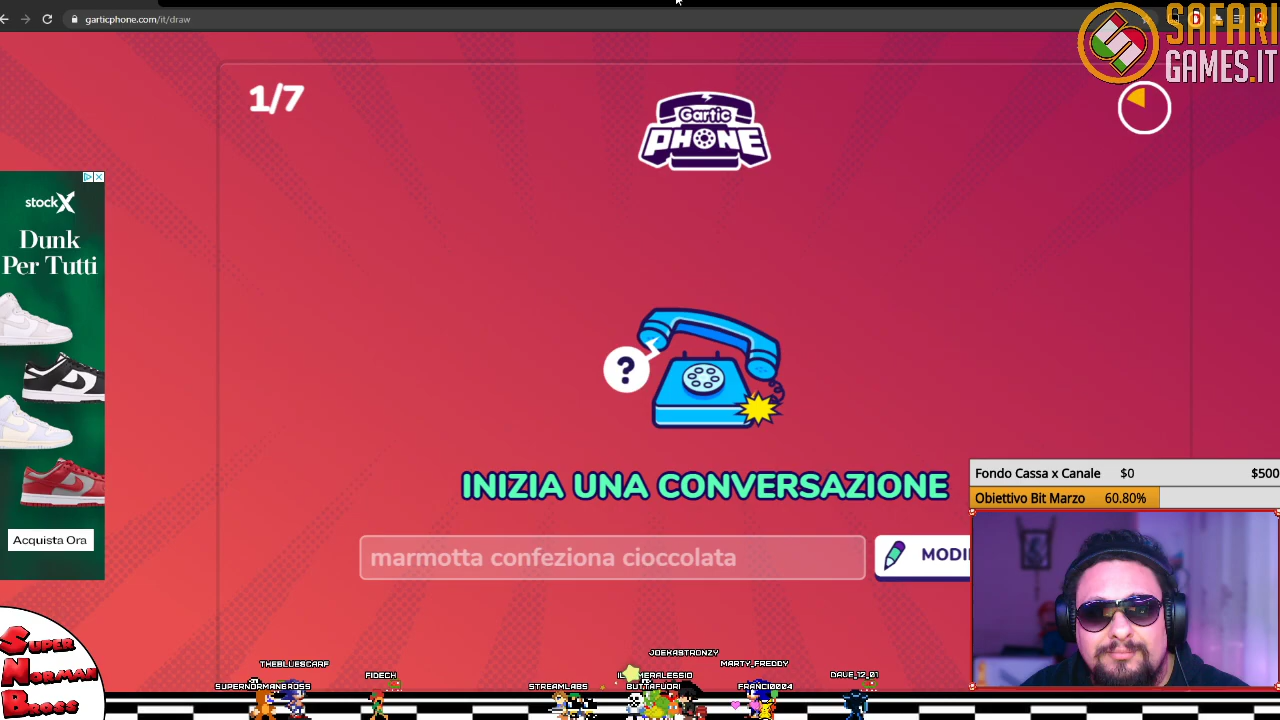 garticphone.com/it/draw
SAFARI
GAMES.IT
1/7
Gartic
PHONE
stockX
Dunk
Per Tutti
Acquista Ora
?
INIZIA UNA CONVERSAZIONE
marmotta confeziona cioccolata
MODI
Fondo Cassa x Canale $0 $500
Obiettivo Bit Marzo 60.80%
SUPER
NORMAN
BROSS
THEBLUESCARF
SUPERNORMANBROSS
FIDECH
STREAMLABS
JOEKASTRONZY
BUTTAFUORI
MARTY_FREDDY
FRANCI0004
DAVE_12_01